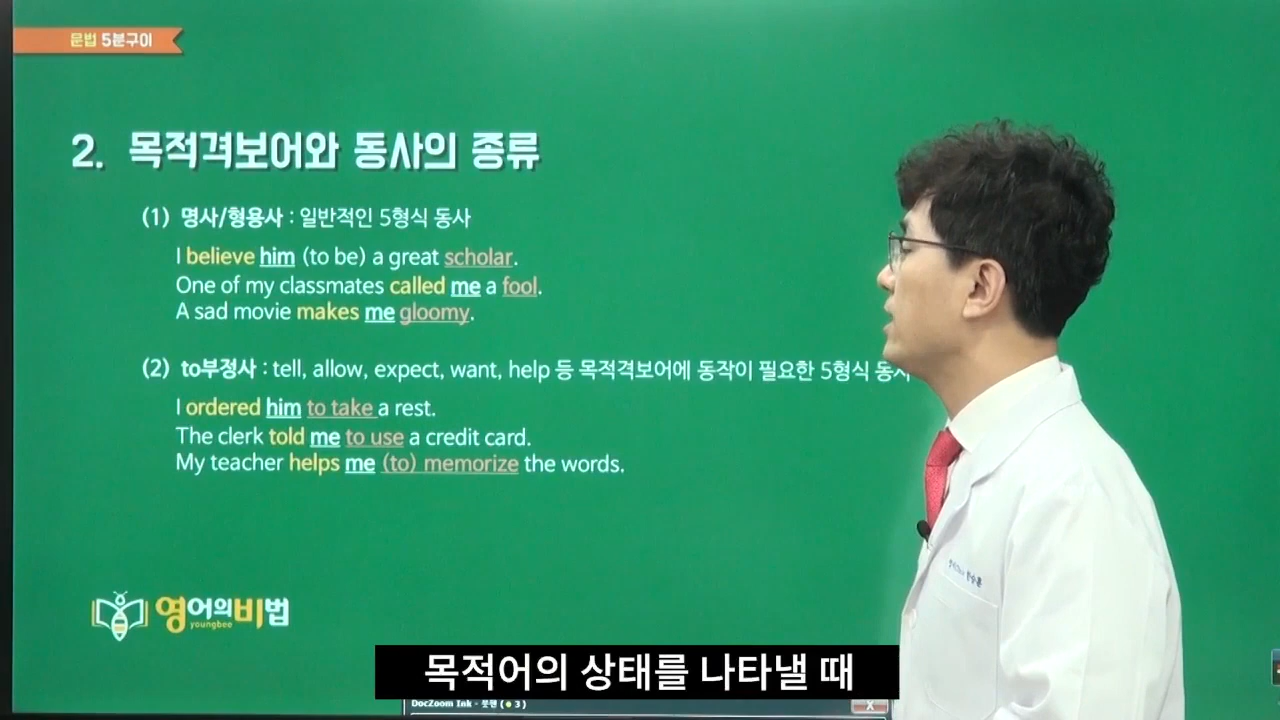 문법 5분구이
2. 목적격보어와 동사의 종류
(1) 명사/형용사 : 일반적인 5형식 동사
I believe him (to be) a great scholar.
One of my classmates called me a fool.
A sad movie makes me gloomy.
(2) to부정사 : tell, allow, expect, want, help 등 목적격보어에 동작이 필요한 5형식 동사
I ordered him to take a rest.
The clerk told me to use a credit card.
My teacher helps me (to) memorize the words.
영어의비법
youngbee
목적어의 상태를 나타낼 때
DocZoom Ink - 붓펜 ( 3 )
X